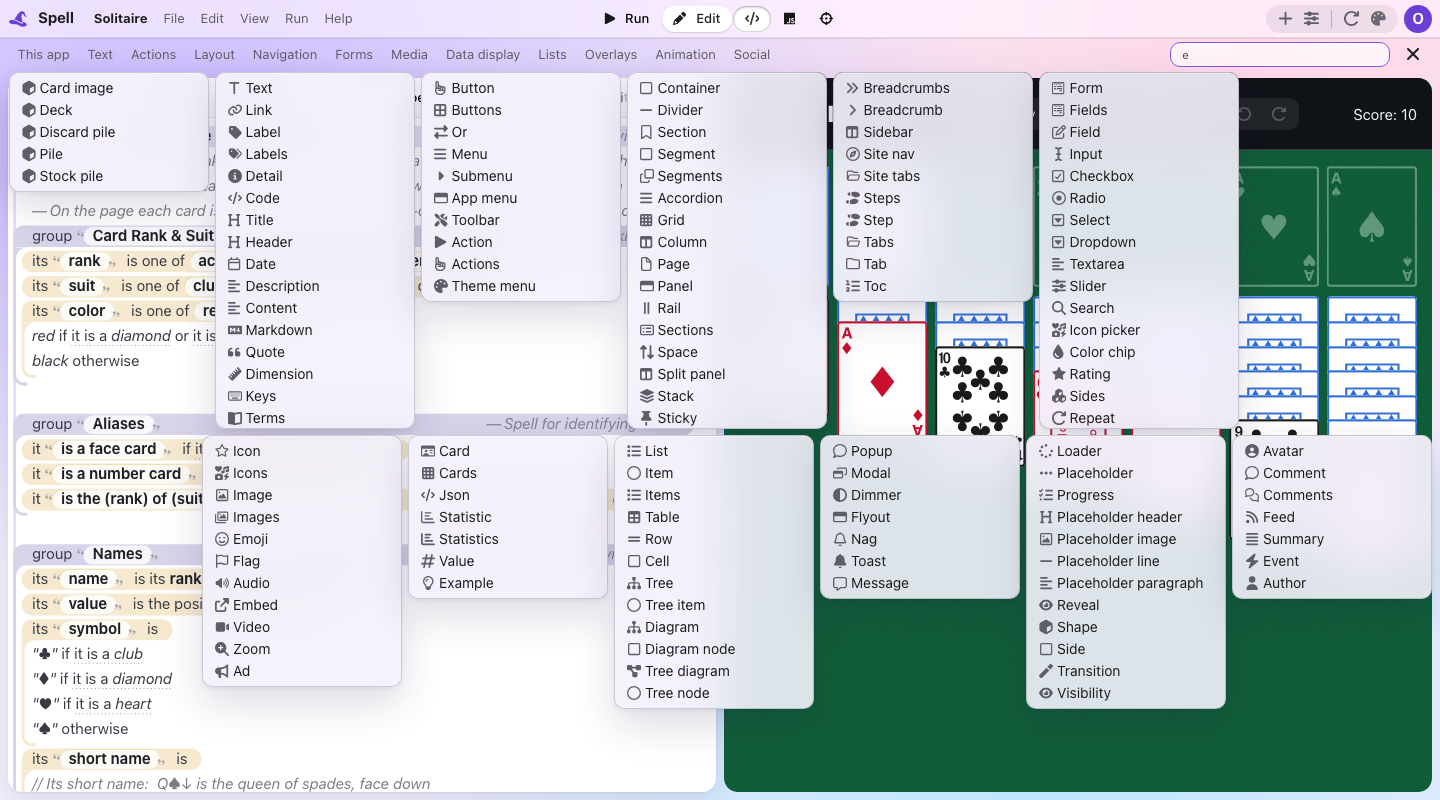 Spell Solitaire File Edit View Run Help Run Edit JS O
This app Text Actions Layout Navigation Forms Media Data display Lists Overlays Animation Social e
Card image
Deck
Discard pile
Pile
Stock pile
Text
Link
Label
Labels
Detail
Code
Title
Header
Date
Description
Content
Markdown
Quote
Dimension
Keys
Terms
Button
Buttons
Or
Menu
Submenu
App menu
Toolbar
Action
Actions
Theme menu
Container
Divider
Section
Segment
Segments
Accordion
Grid
Column
Page
Panel
Rail
Sections
Space
Split panel
Stack
Sticky
Breadcrumbs
Breadcrumb
Sidebar
Site nav
Site tabs
Steps
Step
Tabs
Tab
Toc
Form
Fields
Field
Input
Checkbox
Radio
Select
Dropdown
Textarea
Slider
Search
Icon picker
Color chip
Rating
Sides
Repeat
Icon
Icons
Image
Images
Emoji
Flag
Audio
Embed
Video
Zoom
Ad
Card
Cards
Json
Statistic
Statistics
Value
Example
List
Item
Items
Table
Row
Cell
Tree
Tree item
Diagram
Diagram node
Tree diagram
Tree node
Popup
Modal
Dimmer
Flyout
Nag
Toast
Message
Loader
Placeholder
Progress
Placeholder header
Placeholder image
Placeholder line
Placeholder paragraph
Reveal
Shape
Side
Transition
Visibility
Avatar
Comment
Comments
Feed
Summary
Event
Author
— On the page each card is
group “ Card Rank & Suit
its “ rank „ is one of
its “ suit „ is one of
its “ color „ is one of
red if it is a diamond or it is
black otherwise
group “ Aliases „ — Spell for identifying
it “ is a face card „ if it
it “ is a number card „
it “ is the (rank) of (suit
group “ Names „
its “ name „ is its rank
its “ value „ is the posi
its “ symbol „ is
"♣" if it is a club
"♦" if it is a diamond
"♥" if it is a heart
"♠" otherwise
its “ short name „ is
// Its short name: Q♠↓ is the queen of spades, face down
Score: 10
A
A
A
A
A
A
10
9